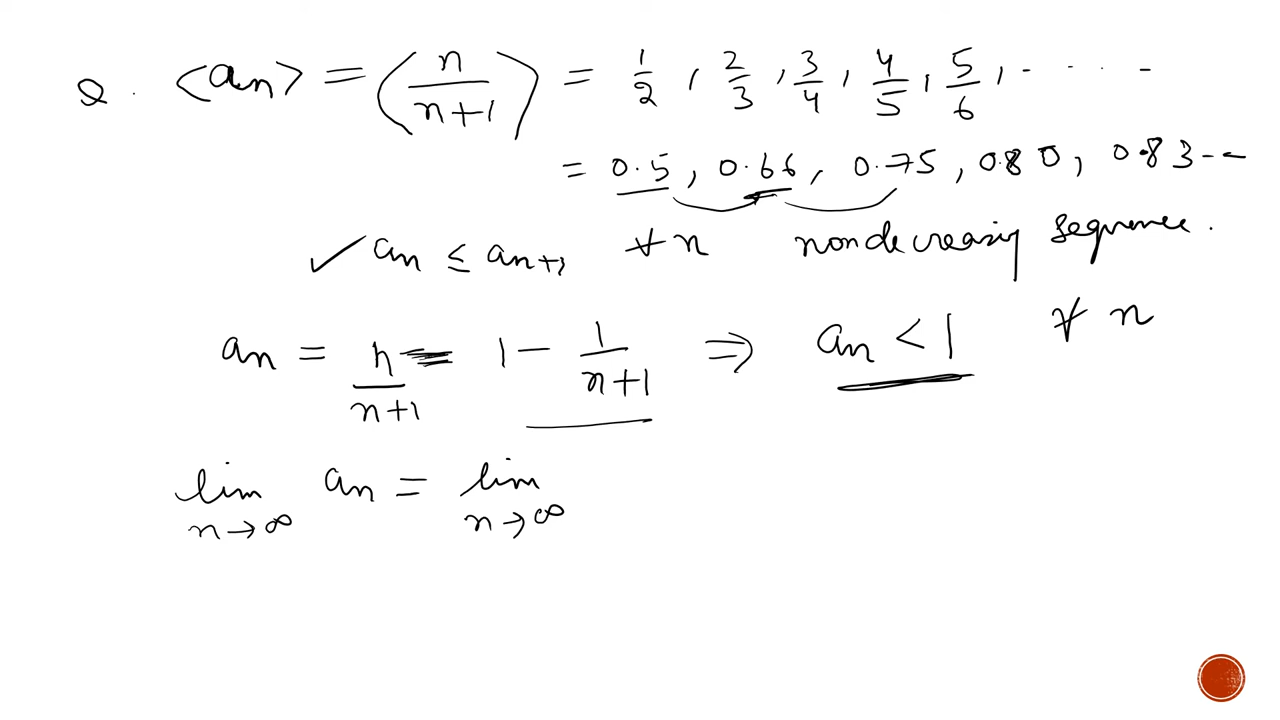 Q. <an> = (n/(n+1)) = 1/2, 2/3, 3/4, 4/5, 5/6, - - - -
= 0.5, 0.66, 0.75, 0.80, 0.83--
✓ an ≤ an+1 ∀ n nondecreasing sequence.
an = n/(n+1) = 1 - 1/(n+1) ⇒ an < 1 ∀ n
lim n→∞ an = lim n→∞